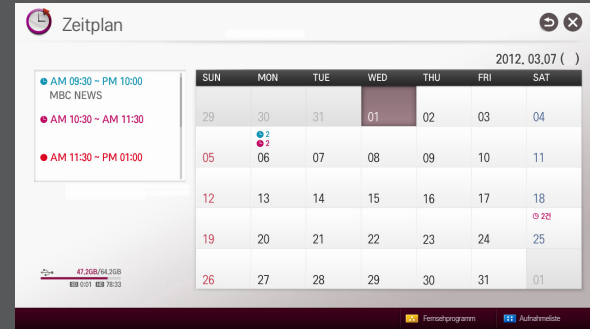 Zeitplan
2012. 03.07 ( )
AM 09:30 ~ PM 10:00
MBC NEWS
AM 10:30 ~ AM 11:30
AM 11:30 ~ PM 01:00
SUN MON TUE WED THU FRI SAT
29 30 31 01 02 03 04
2
2
05 06 07 08 09 10 11
12 13 14 15 16 17 18
2건
19 20 21 22 23 24 25
26 27 28 29 30 31 01
47.2GB/64.2GB
SD 0:01 HD 78:33
Fernsehprogramm Aufnahmeliste